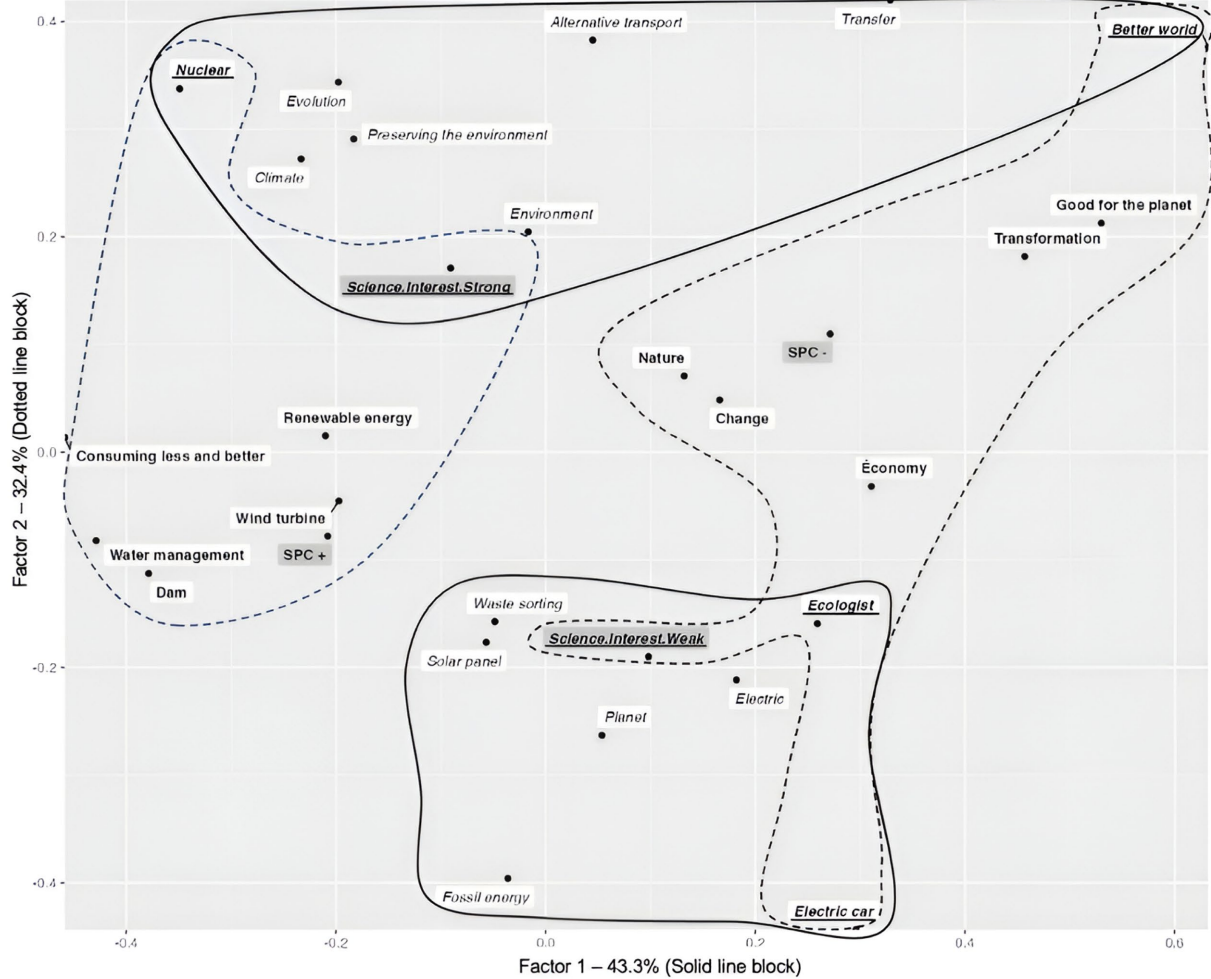 0.4
Alternative transport
Transfer
Better world
Nuclear
Evolution
Preserving the environment
Climate
Environment
Good for the planet
0.2
Transformation
Science.Interest.Strong
SPC -
Nature
Renewable energy
Change
0.0
Consuming less and better
Èconomy
Wind turbine
Water management
SPC +
Dam
Waste sorting
Ecologist
Science.Interest.Weak
Solar panel
-0.2
Electric
Planet
-0.4
Fossil energy
Electric car
-0.4
-0.2
0.0
0.2
0.4
0.6
Factor 1 – 43.3% (Solid line block)
Factor 2 – 32.4% (Dotted line block)